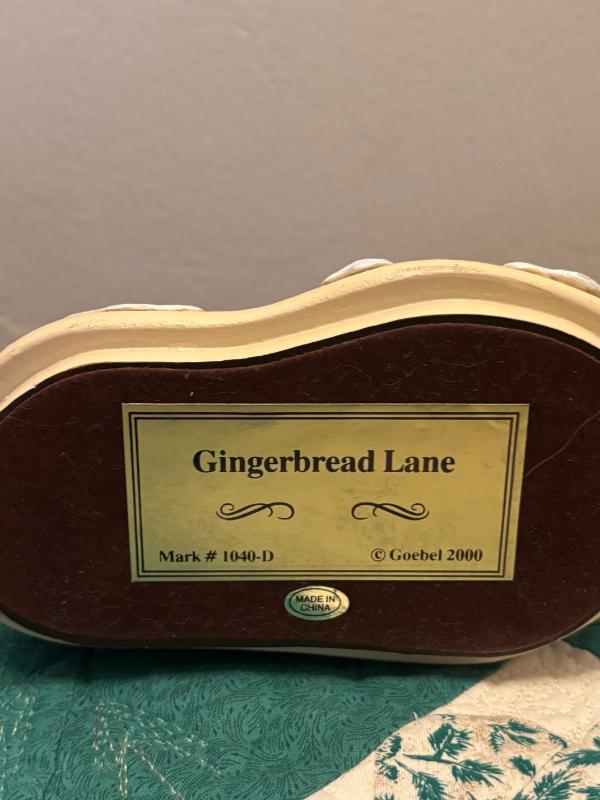 Gingerbread Lane
Mark # 1040-D
© Goebel 2000
MADE IN
CHINA